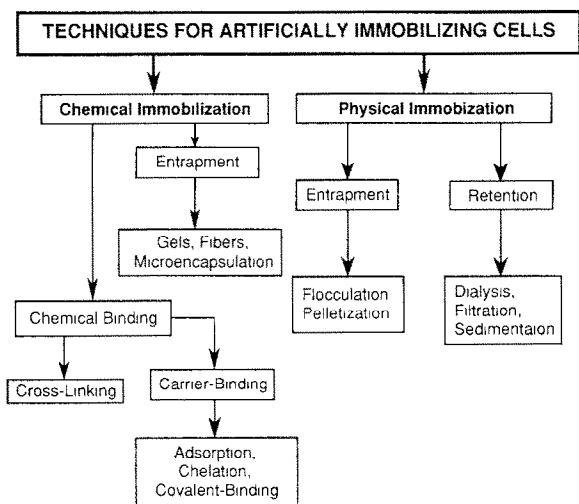 TECHNIQUES FOR ARTIFICIALLY IMMOBILIZING CELLS
Chemical Immobilization
Physical Immobization
Entrapment
Entrapment
Retention
Gels, Fibers,
Microencapsulation
Flocculation
Pelletization
Dialysis,
Filtration,
Sedimentaion
Chemical Binding
Cross-Linking
Carrier-Binding
Adsorption,
Chelation,
Covalent-Binding